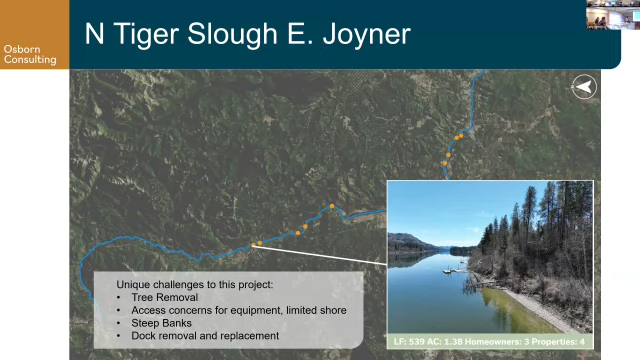 Osborn
Consulting
N Tiger Slough E. Joyner
Unique challenges to this project:
• Tree Removal
• Access concerns for equipment, limited shore
• Steep Banks
• Dock removal and replacement
LF: 539 AC: 1.38 Homeowners: 3 Properties: 4